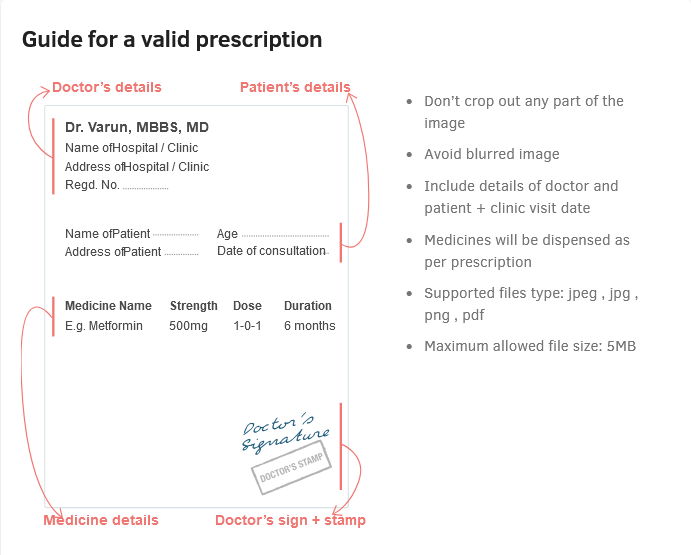 Guide for a valid prescription
Doctor's details
Patient's details
Dr. Varun, MBBS, MD
Name ofHospital / Clinic
Address ofHospital / Clinic
Regd. No. ....................
Name ofPatient .................... Age ....................
Address ofPatient .................... Date of consultation
Medicine Name Strength Dose Duration
E.g. Metformin 500mg 1-0-1 6 months
Doctor's
Signature
DOCTOR'S STAMP
Medicine details
Doctor's sign + stamp
• Don't crop out any part of the
image
• Avoid blurred image
• Include details of doctor and
patient + clinic visit date
• Medicines will be dispensed as
per prescription
• Supported files type: jpeg , jpg ,
png , pdf
• Maximum allowed file size: 5MB